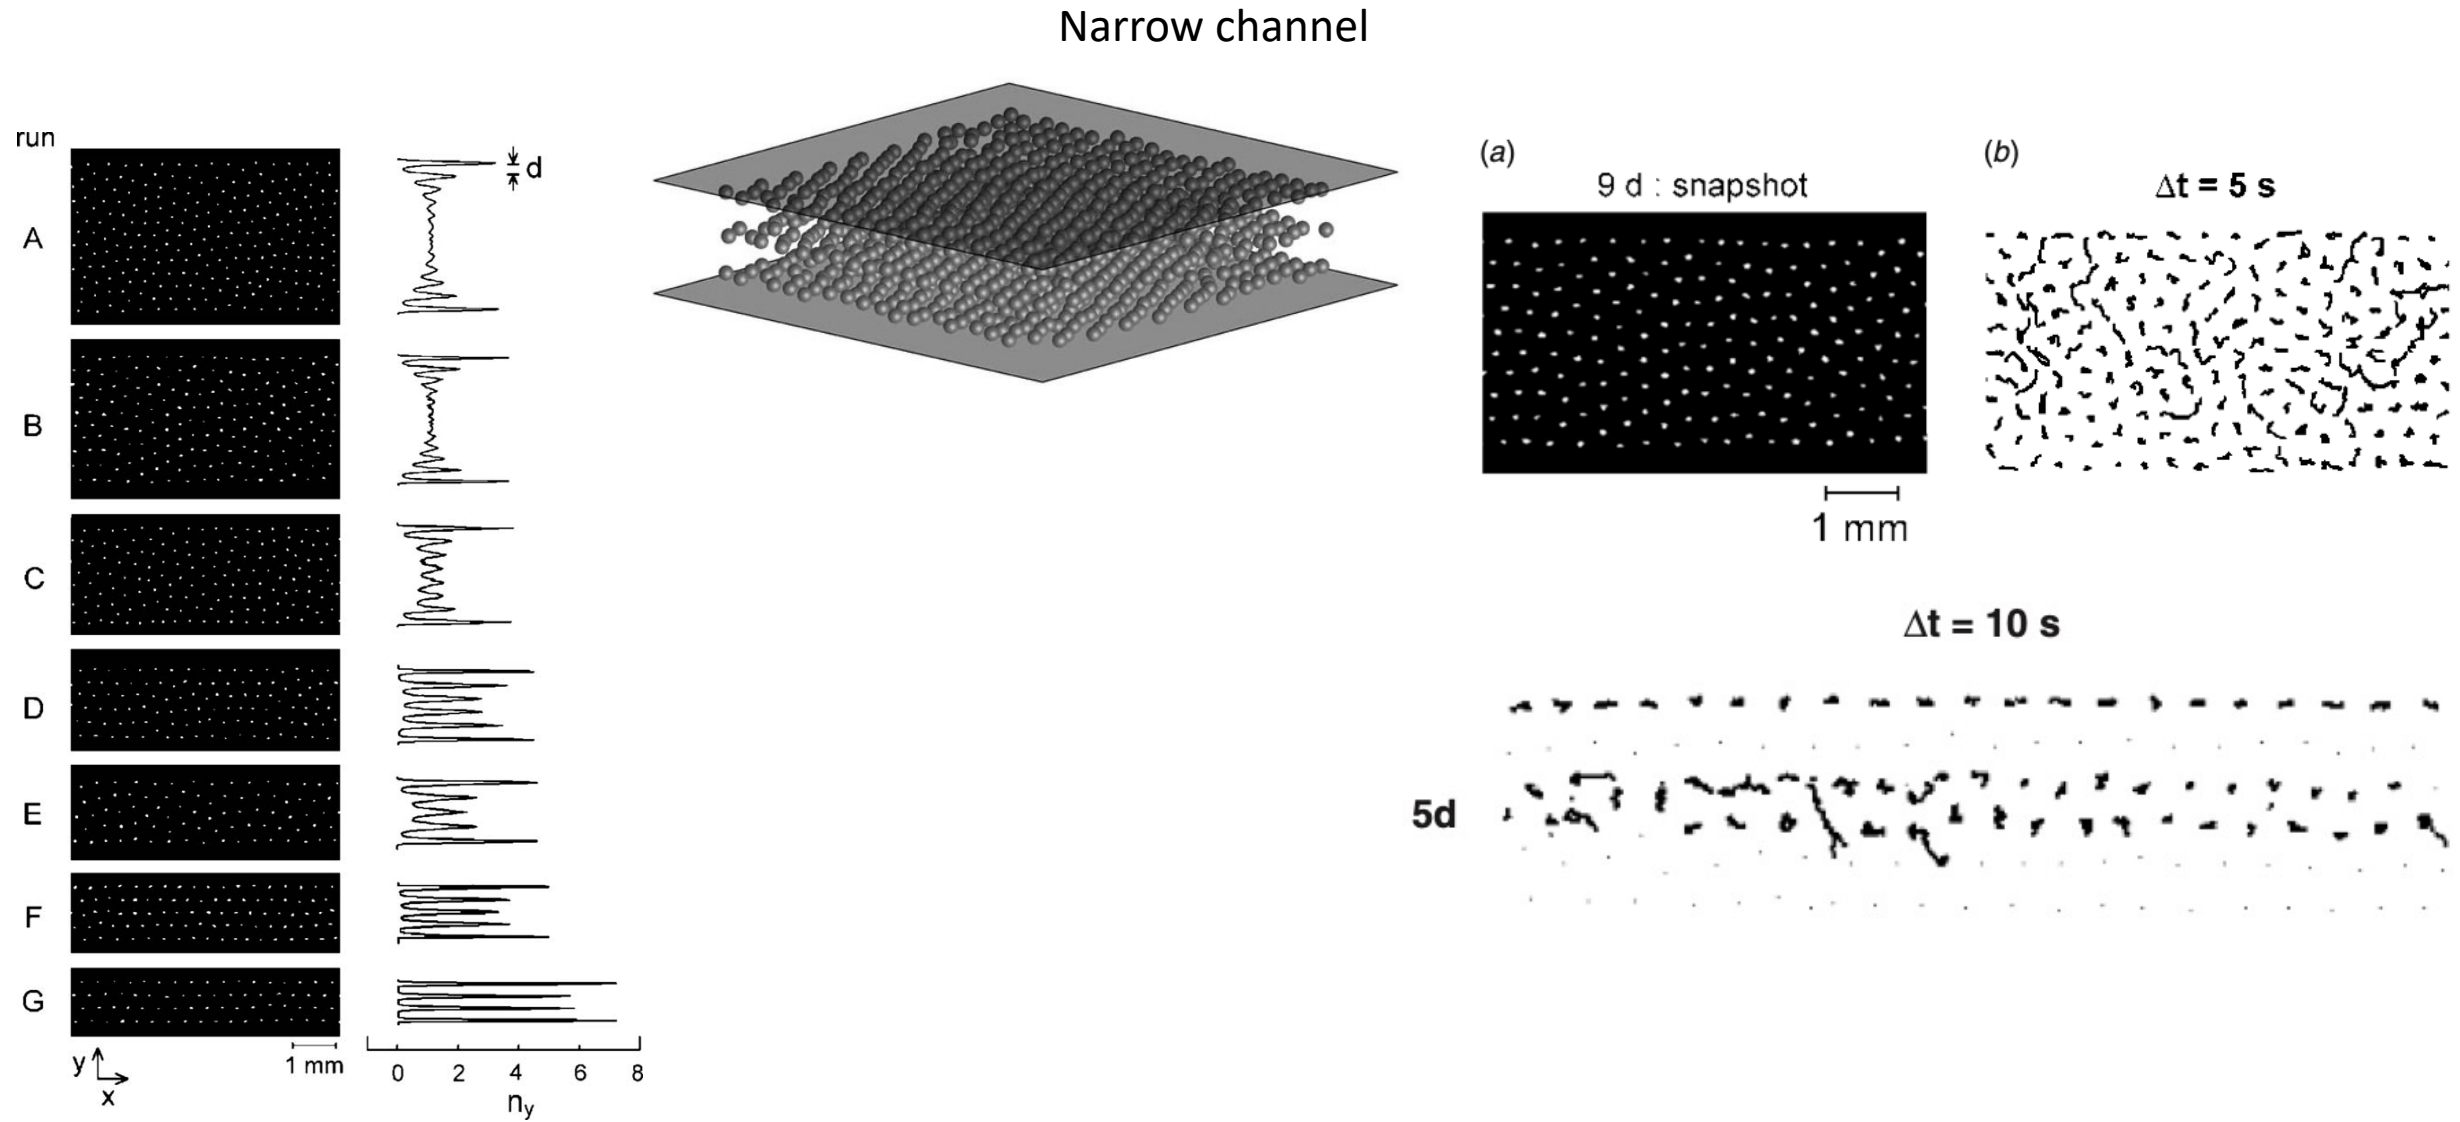 Narrow channel
run
A
B
C
D
E
F
G
d
y
x
1 mm
0 2 4 6 8
n_y
(a)
9 d : snapshot
1 mm
(b)
Δt = 5 s
Δt = 10 s
5d